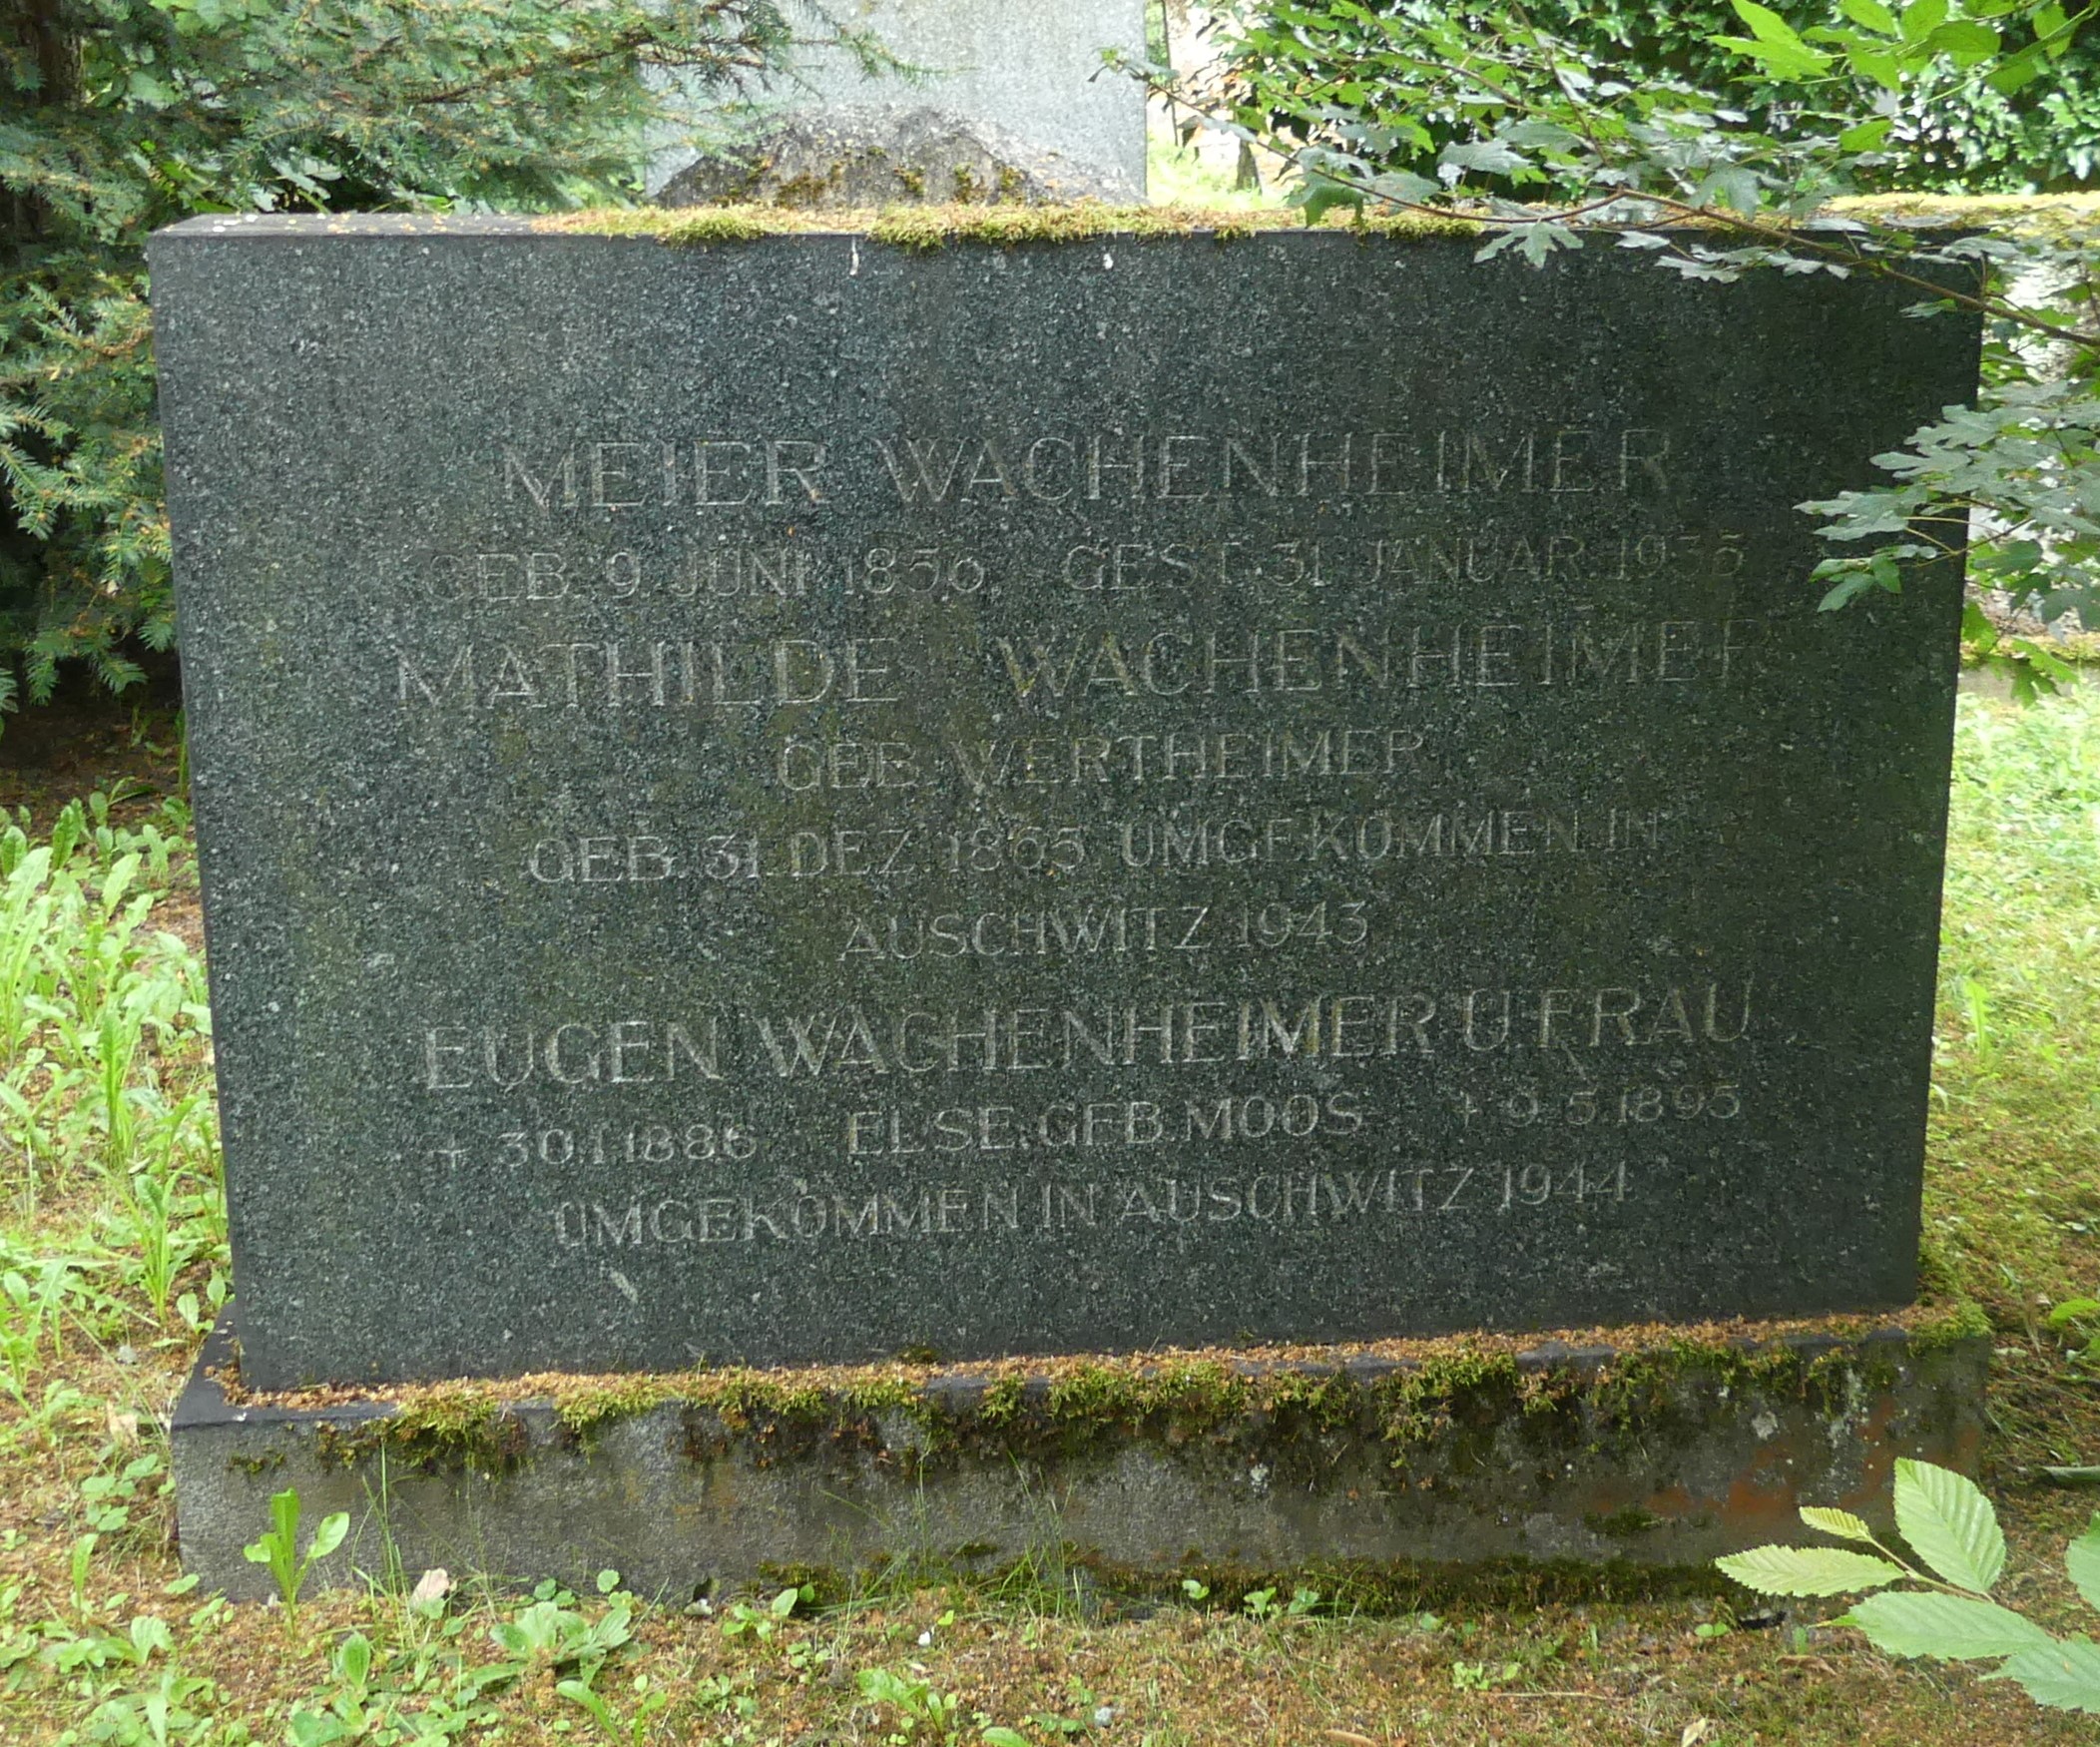 MEIER WACHENHEIMER
GEB. 9. JUNI 1856 GEST. 31. JANUAR. 1935
MATHILDE WACHENHEIMER
GEB. WERTHEIMER
GEB. 31. DEZ. 1865 UMGEKOMMEN IN
AUSCHWITZ 1943
EUGEN WACHENHEIMER U. FRAU
+ 30.1.1886 ELSE. GEB. MOOS + 9.5.1895
UMGEKOMMEN IN AUSCHWITZ 1944